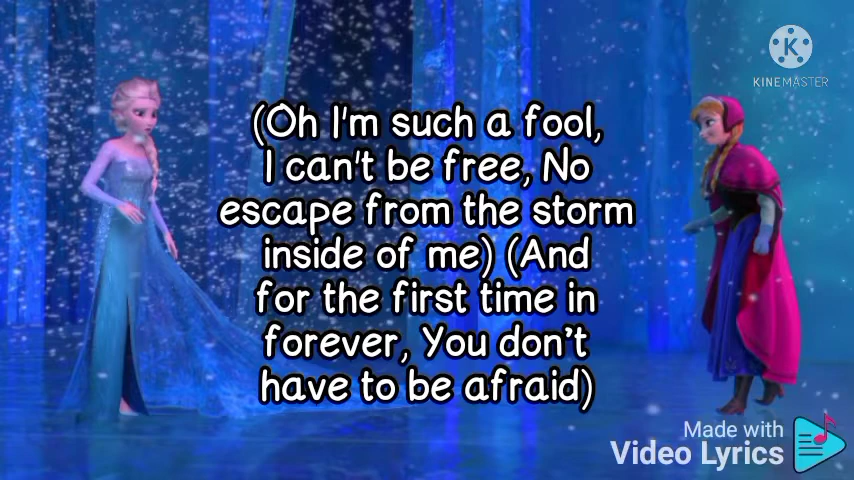 KINEMASTER
(Oh I'm such a fool,
I can't be free, No
escape from the storm
inside of me) (And
for the first time in
forever, You don’t
have to be afraid)
Made with
Video Lyrics